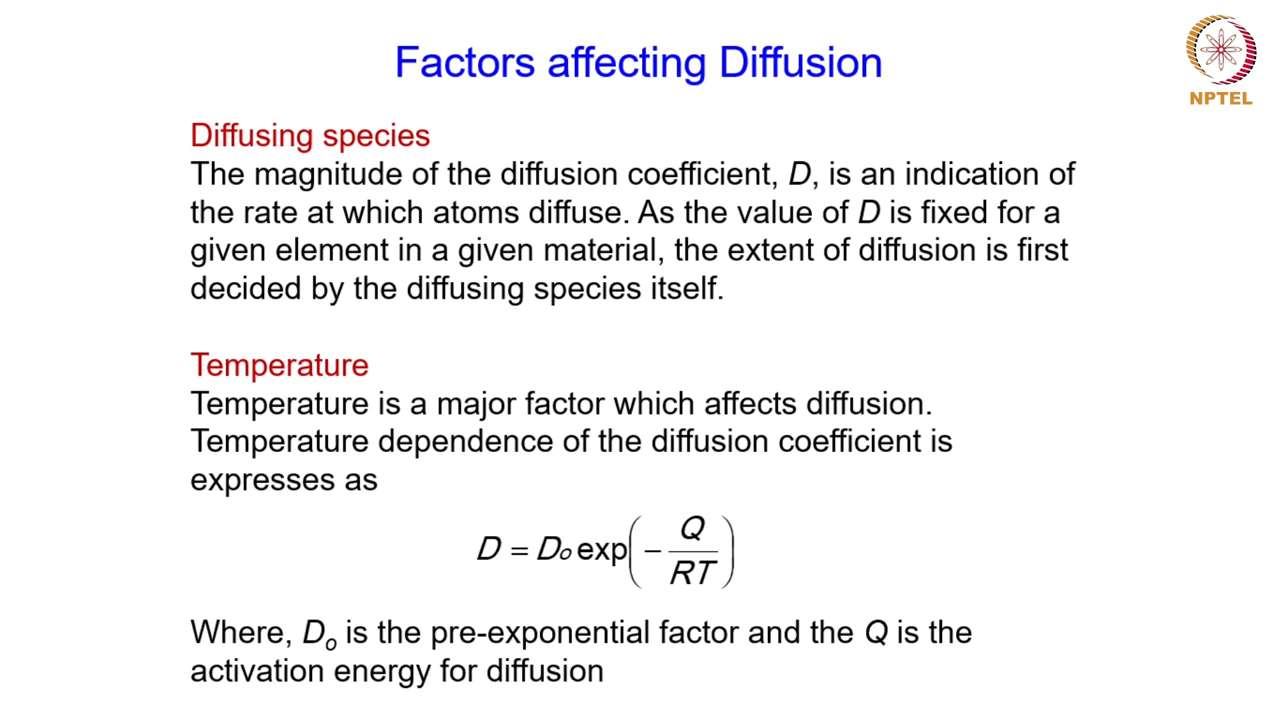 Factors affecting Diffusion
NPTEL
Diffusing species
The magnitude of the diffusion coefficient, D, is an indication of
the rate at which atoms diffuse. As the value of D is fixed for a
given element in a given material, the extent of diffusion is first
decided by the diffusing species itself.
Temperature
Temperature is a major factor which affects diffusion.
Temperature dependence of the diffusion coefficient is
expresses as
D = Do exp(− Q/RT)
Where, Do is the pre-exponential factor and the Q is the
activation energy for diffusion